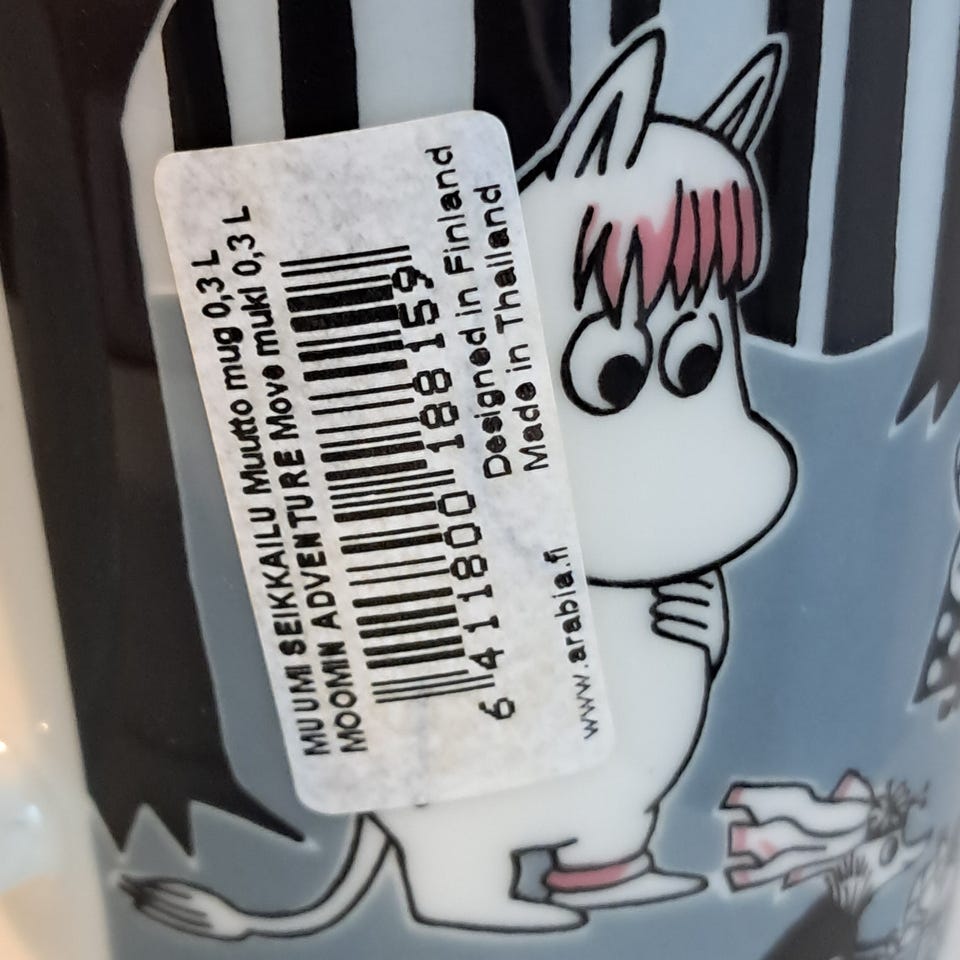 MUUMI SEIKKAILU Muutto mug 0,3 L
MOOMIN ADVENTURE Move muki 0,3 L
6 411800 188159
Designed in Finland
Made in Thailand
www.arabia.fi